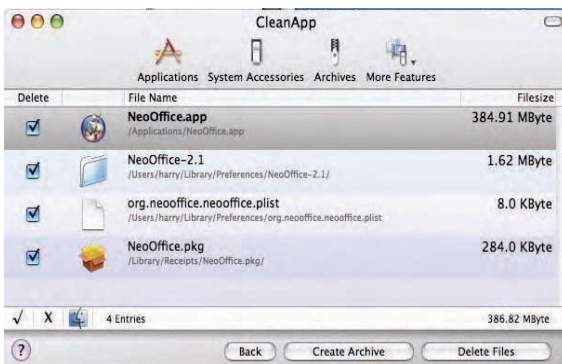 CleanApp
Applications System Accessories Archives More Features
Delete File Name Filesize
NeoOffice.app 384.91 MByte
/Applications/NeoOffice.app
NeoOffice-2.1 1.62 MByte
/Users/harry/Library/Preferences/NeoOffice-2.1/
org.neooffice.neooffice.plist 8.0 KByte
/Users/harry/Library/Preferences/org.neooffice.neooffice.plist
NeoOffice.pkg 284.0 KByte
/Library/Receipts/NeoOffice.pkg/
√ X 4 Entries 386.82 MByte
? Back Create Archive Delete Files